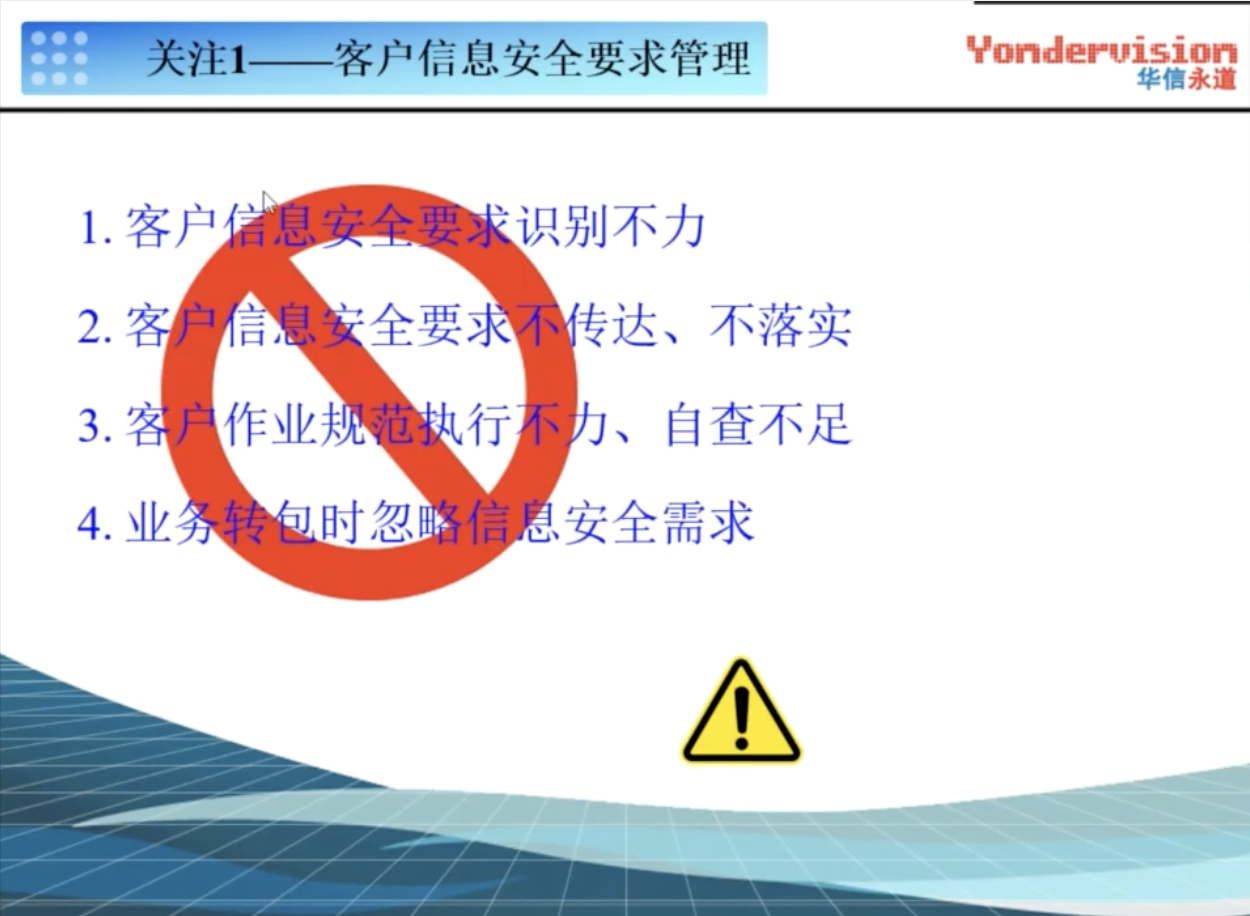 关注1——客户信息安全要求管理
Yondervision
华信永道
1. 客户信息安全要求识别不力
2. 客户信息安全要求不传达、不落实
3. 客户作业规范执行不力、自查不足
4. 业务转包时忽略信息安全需求